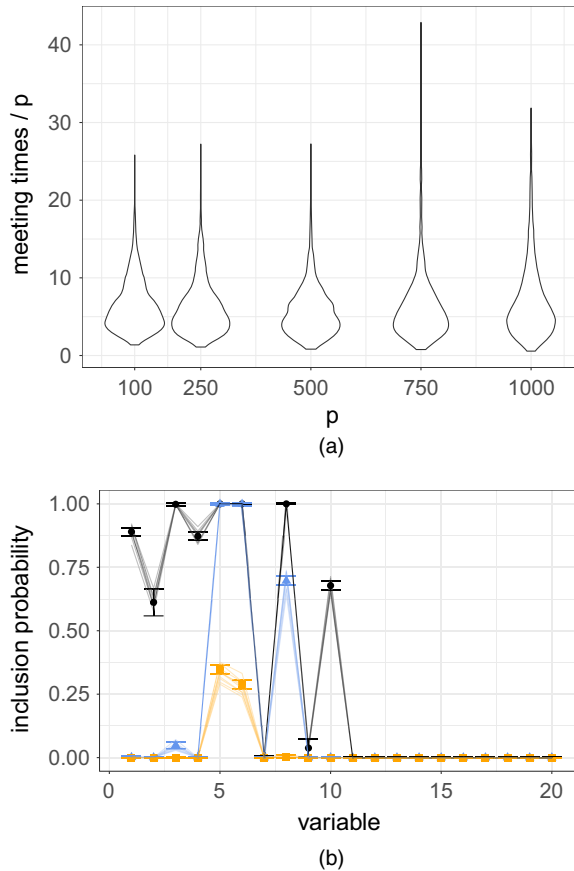 40
30
20
10
0
meeting times / p
100 250 500 750 1000
p
(a)
1.00
0.75
0.50
0.25
0.00
inclusion probability
0 5 10 15 20
variable
(b)